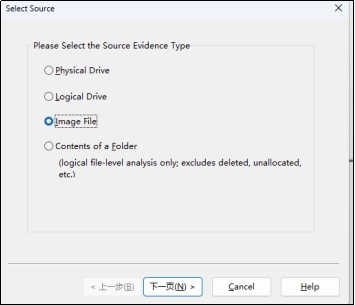 Select Source
Please Select the Source Evidence Type
Physical Drive
Logical Drive
Image File
Contents of a Folder
(logical file-level analysis only; excludes deleted, unallocated,
etc.)
< 上一步(B)
下一页(N) >
Cancel
Help